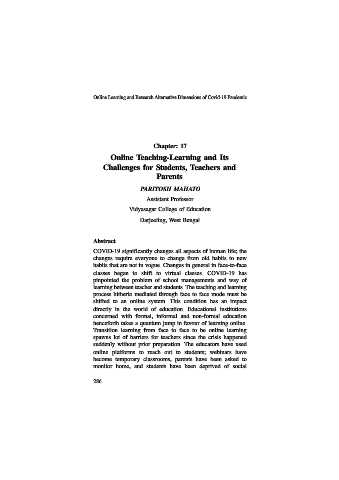 Online Learning and Research Alternative Dimensions of Covid-19 Pandemic
Chapter: 17
Online Teaching-Learning and Its
Challenges for Students, Teachers and
Parents
PARITOSH MAHATO
Assistant Professor
Vidyasagar College of Education
Darjeeling, West Bengal
Abstract
COVID-19 significantly changes all aspects of human life; the
changes require everyone to change from old habits to new
habits that are not in vogue. Changes in general in face-to-face
classes began to shift to virtual classes. COVID-19 has
pinpointed the problem of school managements and way of
learning between teacher and students. The teaching and learning
process hitherto mediated through face to face mode must be
shifted to an online system. This condition has an impact
directly in the world of education. Educational institutions
concerned with formal, informal and non-formal education
henceforth takes a quantum jump in favour of learning online.
Transition learning from face to face to be online learning
spawns lot of barriers for teachers since the crisis happened
suddenly without prior preparation. The educators have used
online platforms to reach out to students; webinars have
become temporary classrooms, parents have been asked to
monitor home, and students have been deprived of social
286